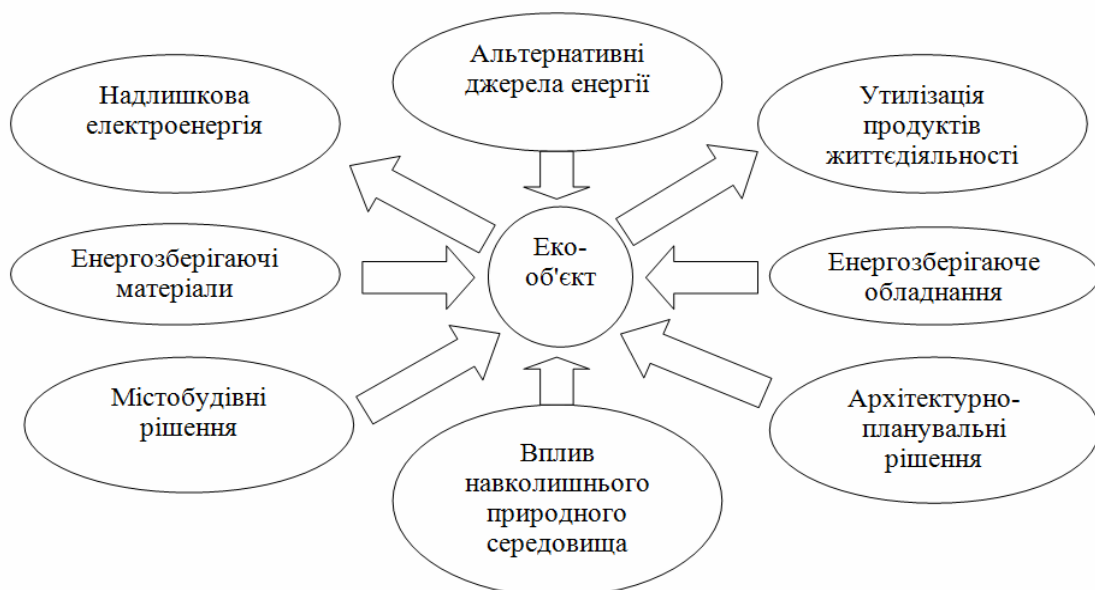 Альтернативні
джерела енергії
Надлишкова
електроенергія
Утилізація
продуктів
життєдіяльності
Еко-
об'єкт
Енергозберігаючі
матеріали
Енергозберігаюче
обладнання
Містобудівні
рішення
Архітектурно-
планувальні
рішення
Вплив
навколишнього
природного
середовища